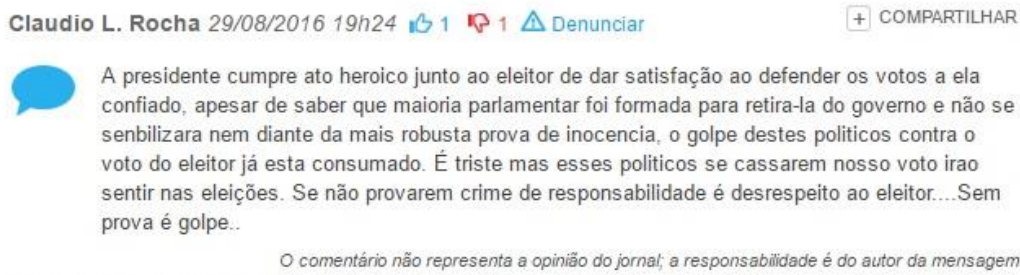 Claudio L. Rocha 29/08/2016 19h24 1 1 Denunciar + COMPARTILHAR
A presidente cumpre ato heroico junto ao eleitor de dar satisfação ao defender os votos a ela
confiado, apesar de saber que maioria parlamentar foi formada para retira-la do governo e não se
senbilizara nem diante da mais robusta prova de inocencia, o golpe destes politicos contra o
voto do eleitor já esta consumado. É triste mas esses politicos se cassarem nosso voto irao
sentir nas eleições. Se não provarem crime de responsabilidade é desrespeito ao eleitor....Sem
prova é golpe..
O comentário não representa a opinião do jornal; a responsabilidade é do autor da mensagem